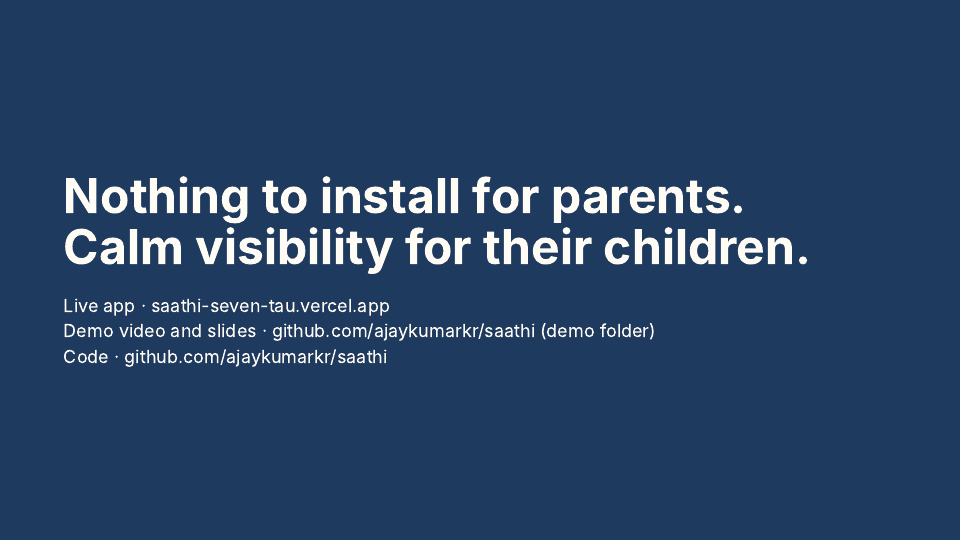 Nothing to install for parents.
Calm visibility for their children.
Live app · saathi-seven-tau.vercel.app
Demo video and slides · github.com/ajaykumarkr/saathi (demo folder)
Code · github.com/ajaykumarkr/saathi